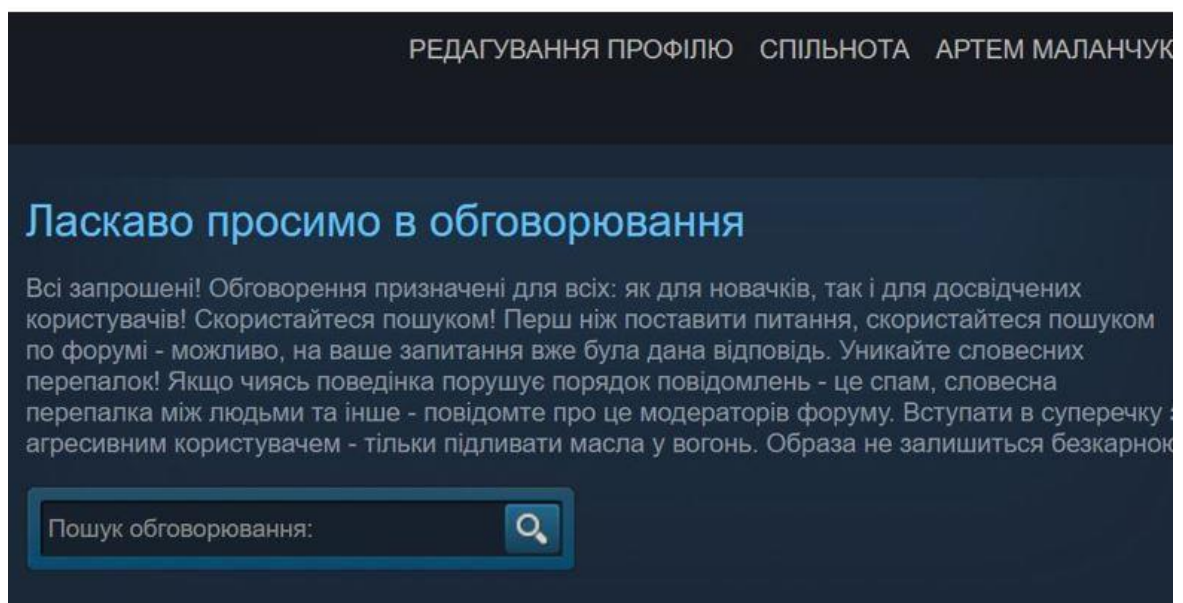 РЕДАГУВАННЯ ПРОФІЛЮ СПІЛЬНОТА АРТЕМ МАЛАНЧУК
Ласкаво просимо в обговорювання
Всі запрошені! Обговорення призначені для всіх: як для новачків, так і для досвідчених
користувачів! Скористайтеся пошуком! Перш ніж поставити питання, скористайтеся пошуком
по форумі - можливо, на ваше запитання вже була дана відповідь. Уникайте словесних
перепалок! Якщо чиясь поведінка порушує порядок повідомлень - це спам, словесна
перепалка між людьми та інше - повідомте про це модераторів форуму. Вступати в суперечку
агресивним користувачем - тільки підливати масла у вогонь. Образа не залишиться
Пошук обговорювання: